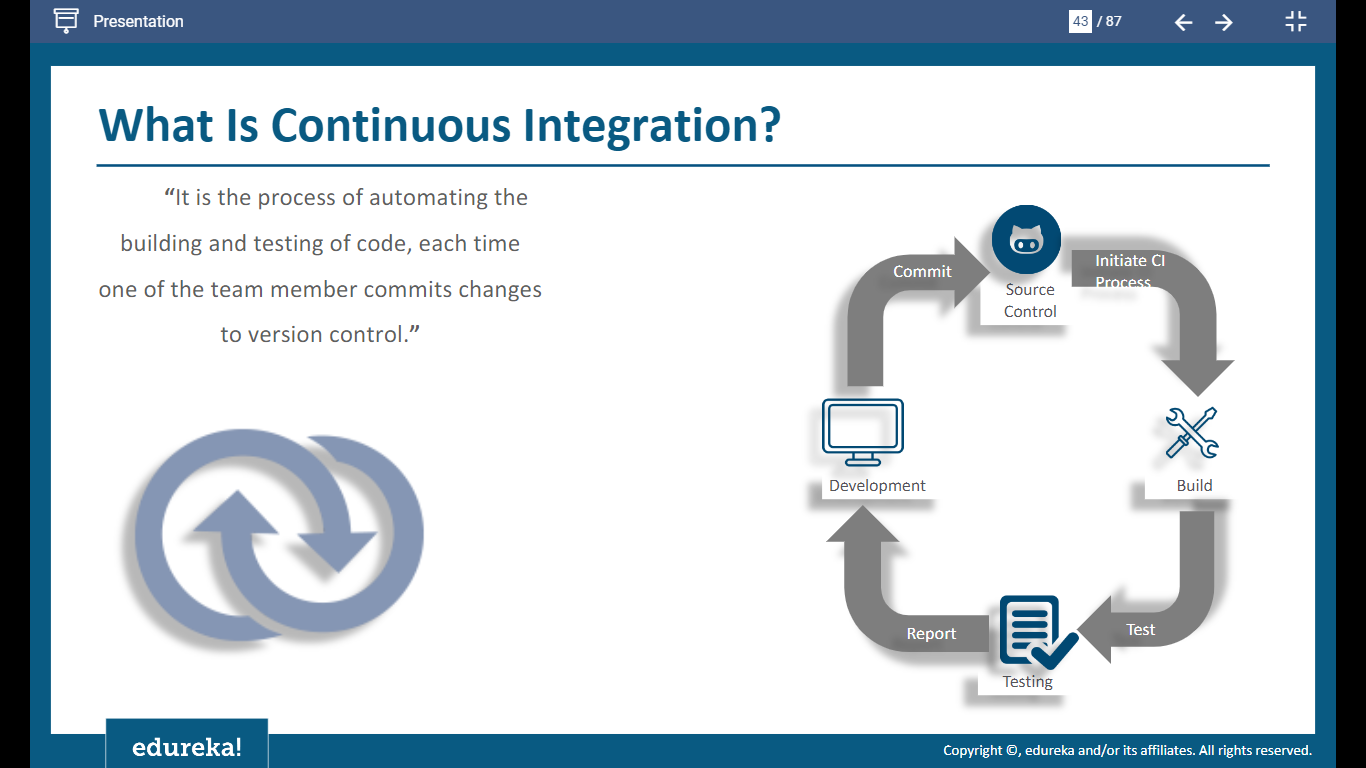 Presentation
43 / 87
What Is Continuous Integration?
“It is the process of automating the
building and testing of code, each time
one of the team member commits changes
to version control.”
Commit
Source
Control
Initiate CI
Process
Development
Build
Report
Test
Testing
edureka!
Copyright ©, edureka and/or its affiliates. All rights reserved.